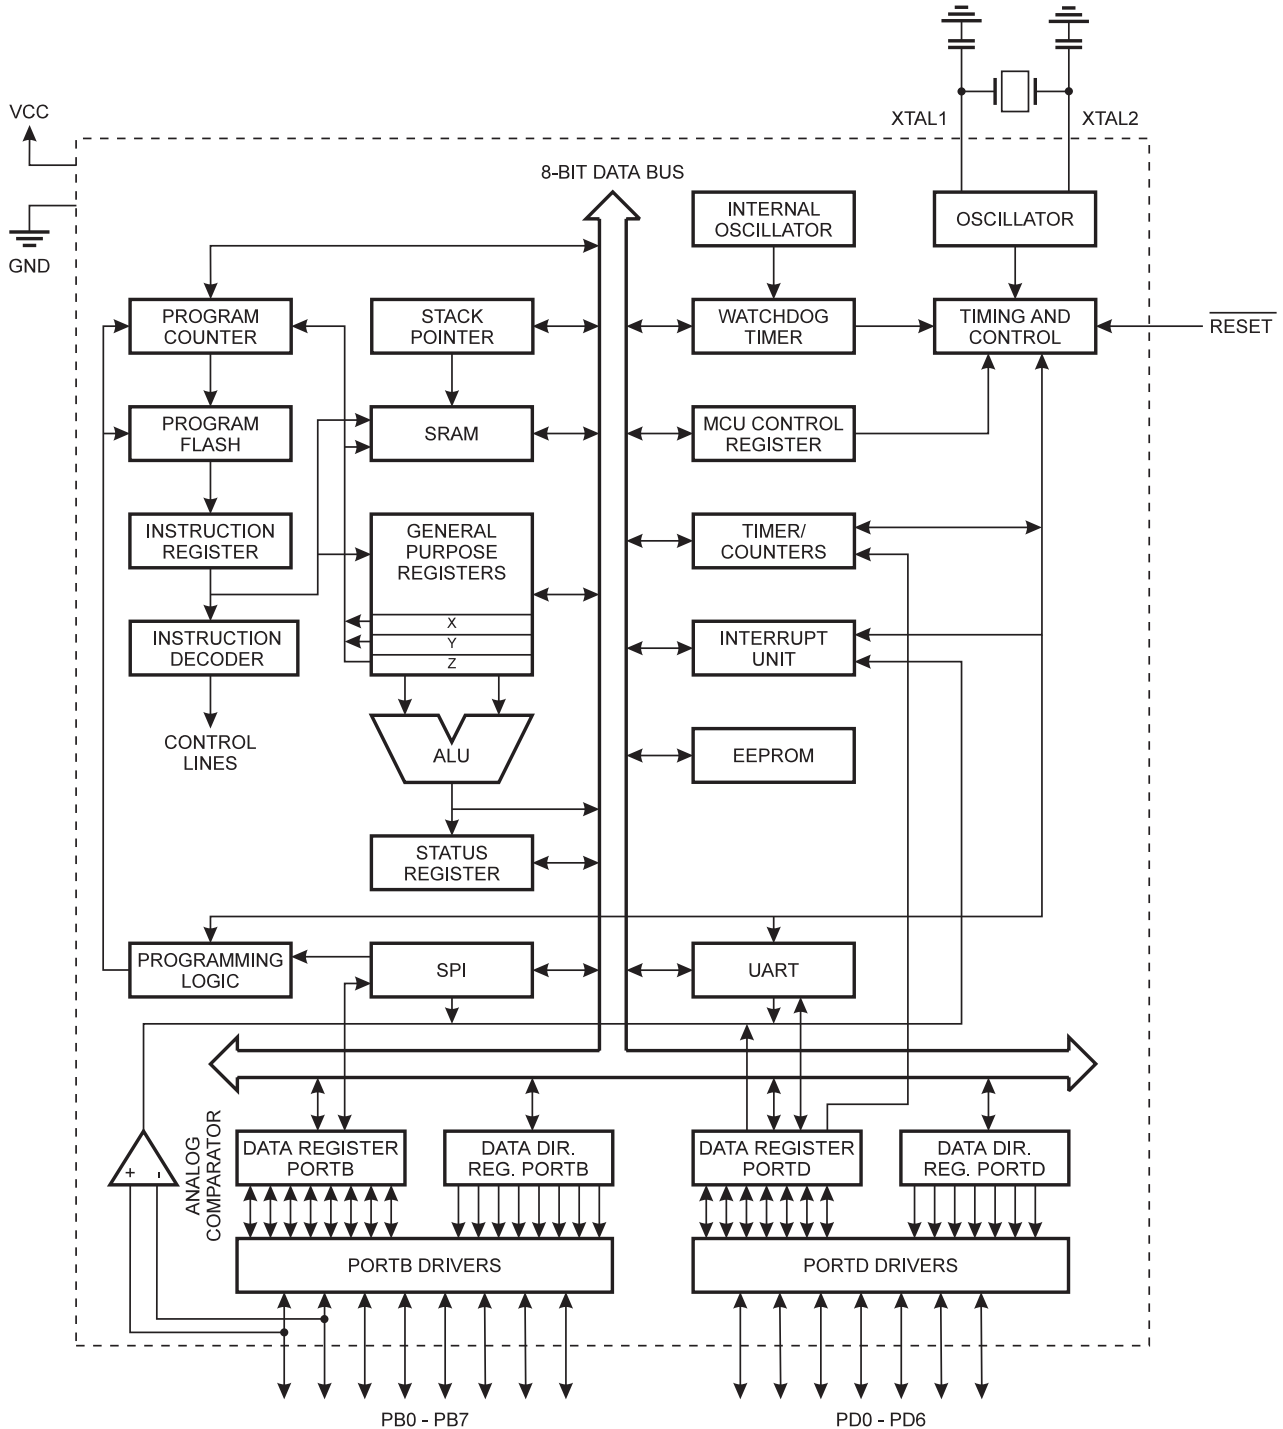 XTAL1
XTAL2
VCC
GND
8-BIT DATA BUS
INTERNAL
OSCILLATOR
OSCILLATOR
PROGRAM
COUNTER
STACK
POINTER
WATCHDOG
TIMER
TIMING AND
CONTROL
RESET
PROGRAM
FLASH
SRAM
MCU CONTROL
REGISTER
INSTRUCTION
REGISTER
GENERAL
PURPOSE
REGISTERS
X
Y
Z
TIMER/
COUNTERS
INSTRUCTION
DECODER
INTERRUPT
UNIT
CONTROL
LINES
ALU
EEPROM
STATUS
REGISTER
PROGRAMMING
LOGIC
SPI
UART
+
-
ANALOG
COMPARATOR
DATA REGISTER
PORTB
DATA DIR.
REG. PORTB
DATA REGISTER
PORTD
DATA DIR.
REG. PORTD
PORTB DRIVERS
PORTD DRIVERS
PB0 - PB7
PD0 - PD6